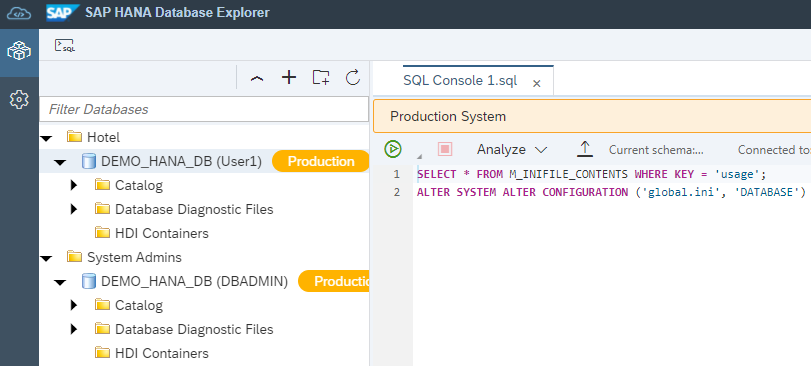 SAP SAP HANA Database Explorer
SQL
Filter Databases
Hotel
DEMO_HANA_DB (User1) Production
Catalog
Database Diagnostic Files
HDI Containers
System Admins
DEMO_HANA_DB (DBADMIN) Productic
Catalog
Database Diagnostic Files
HDI Containers
SQL Console 1.sql ×
Production System
Analyze Current schema:... Connected to
1 SELECT * FROM M_INIFILE_CONTENTS WHERE KEY = 'usage';
2 ALTER SYSTEM ALTER CONFIGURATION ('global.ini', 'DATABASE')